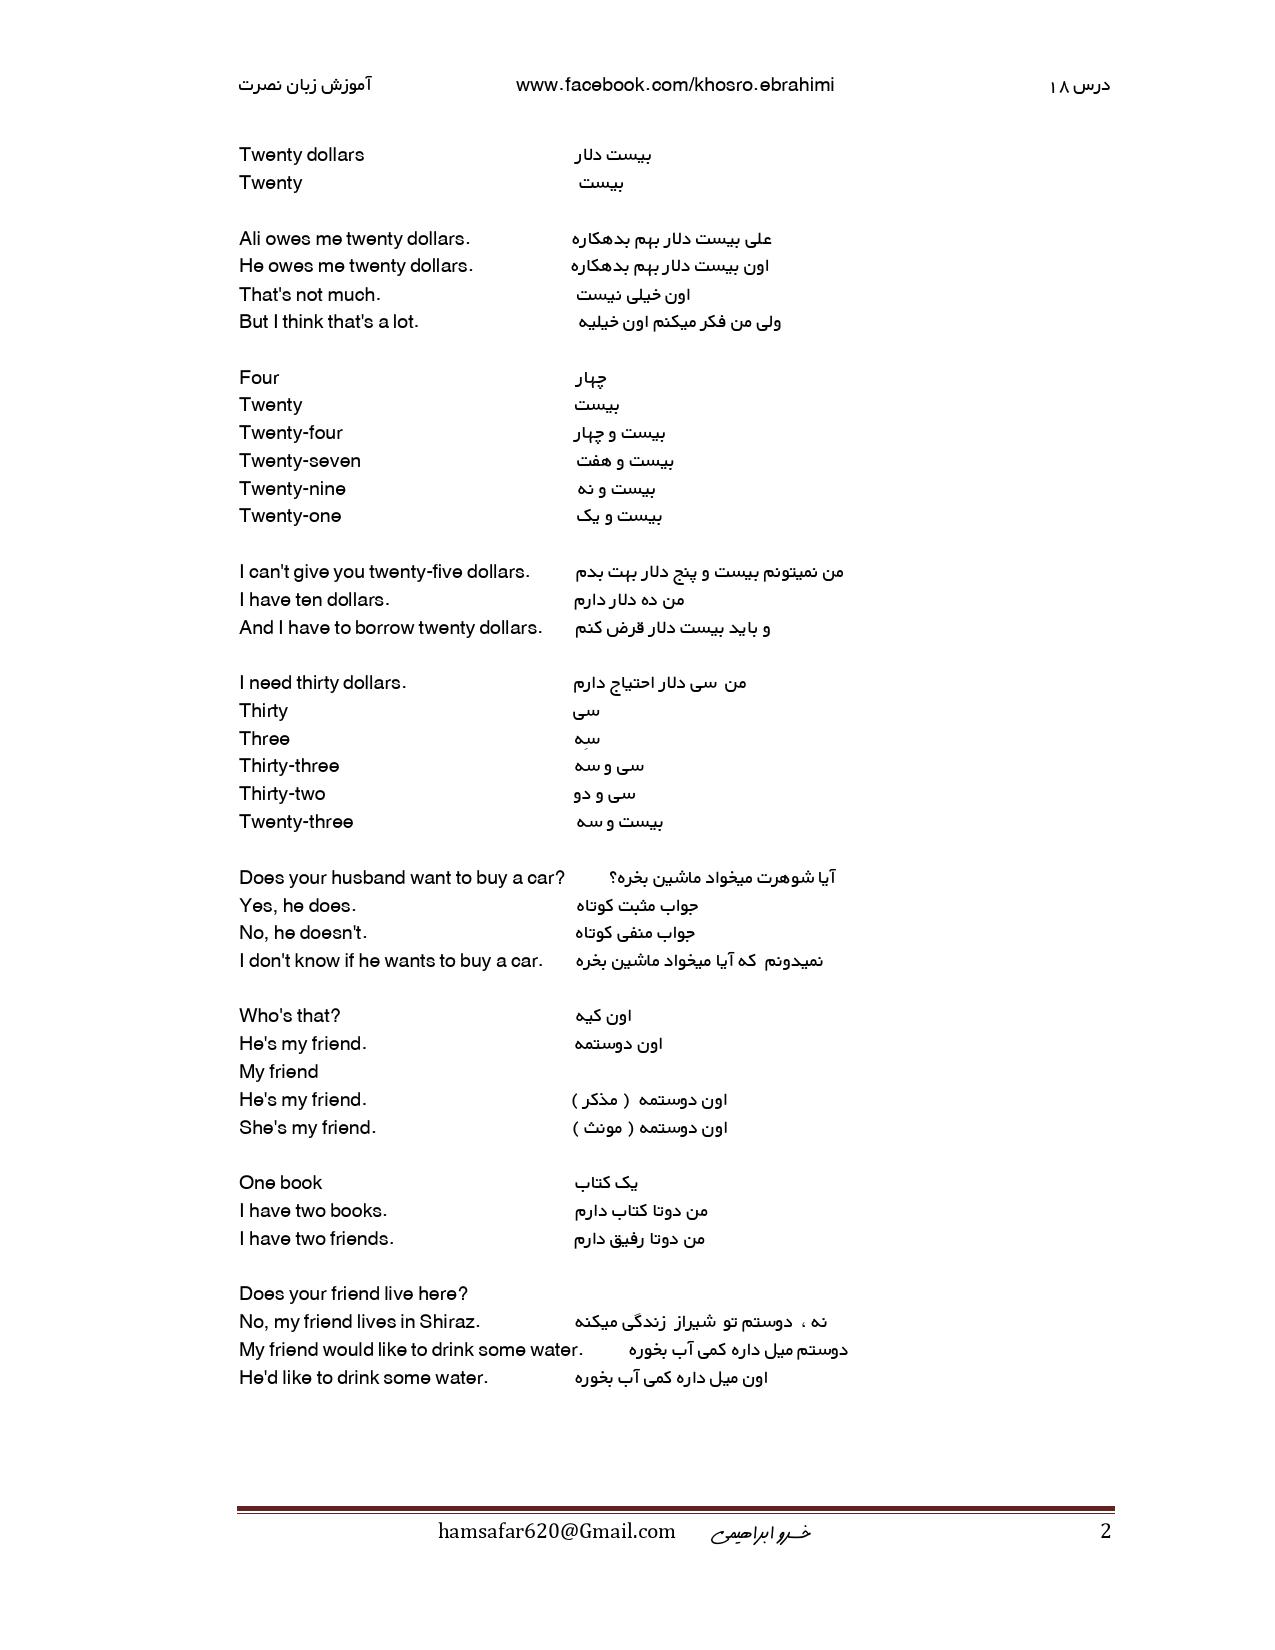 آموزش زبان نصرت www.facebook.com/khosro.ebrahimi درس ۱۸
Twenty dollars بیست دلار
Twenty بیست
Ali owes me twenty dollars. علی بیست دلار بهم بدهکاره
He owes me twenty dollars. اون بیست دلار بهم بدهکاره
That's not much. اون خیلی نیست
But I think that's a lot. ولی من فکر میکنم اون خیلیه
Four چهار
Twenty بیست
Twenty-four بیست و چهار
Twenty-seven بیست و هفت
Twenty-nine بیست و نه
Twenty-one بیست و یک
I can't give you twenty-five dollars. من نمیتونم بیست و پنج دلار بهت بدم
I have ten dollars. من ده دلار دارم
And I have to borrow twenty dollars. و باید بیست دلار قرض کنم
I need thirty dollars. من سی دلار احتیاج دارم
Thirty سی
Three سِه
Thirty-three سی و سه
Thirty-two سی و دو
Twenty-three بیست و سه
Does your husband want to buy a car? آیا شوهرت میخواد ماشین بخره؟
Yes, he does. جواب مثبت کوتاه
No, he doesn't. جواب منفی کوتاه
I don't know if he wants to buy a car. نمیدونم که آیا میخواد ماشین بخره
Who's that? اون کیه
He's my friend. اون دوستمه
My friend
He's my friend. اون دوستمه ( مذکر )
She's my friend. اون دوستمه ( مونث )
One book یک کتاب
I have two books. من دوتا کتاب دارم
I have two friends. من دوتا رفیق دارم
Does your friend live here?
No, my friend lives in Shiraz. نه ، دوستم تو شیراز زندگی میکنه
My friend would like to drink some water. دوستم میل داره کمی آب بخوره
He'd like to drink some water. اون میل داره کمی آب بخوره
hamsafar620@Gmail.com خسرو ابراهیمی 2